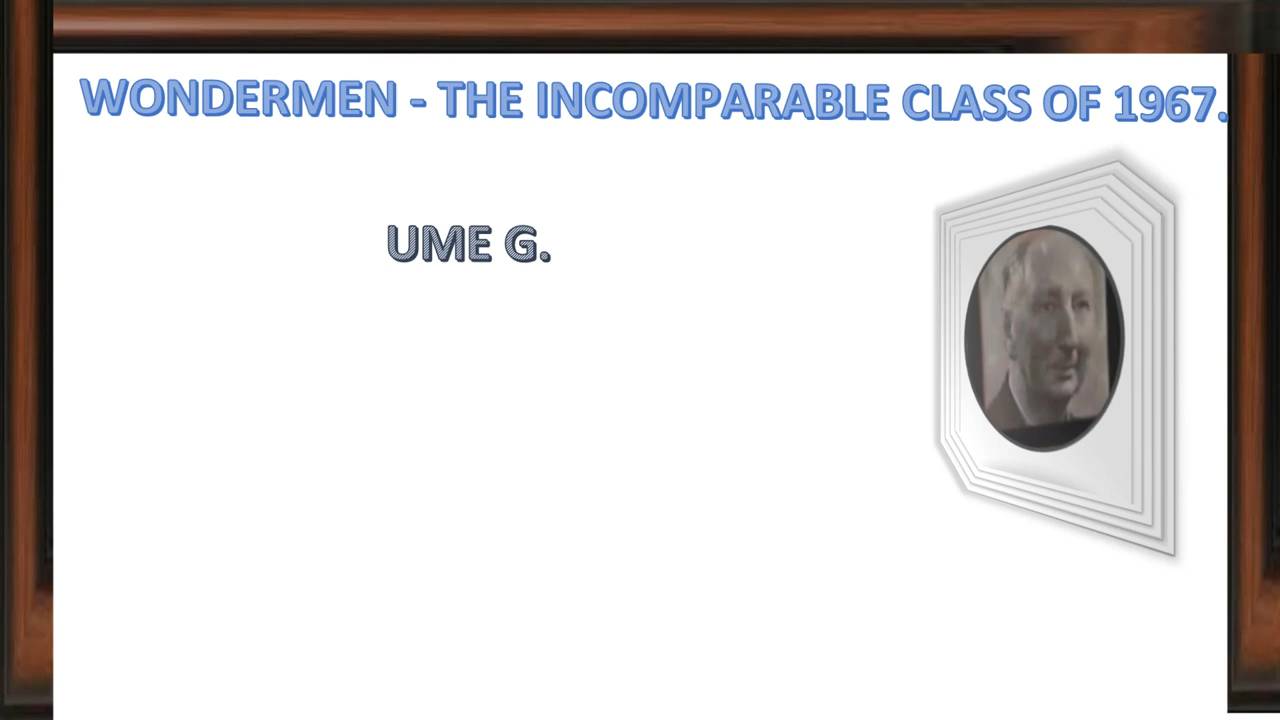 WONDERMEN - THE INCOMPARABLE CLASS OF 1967.
UME G.